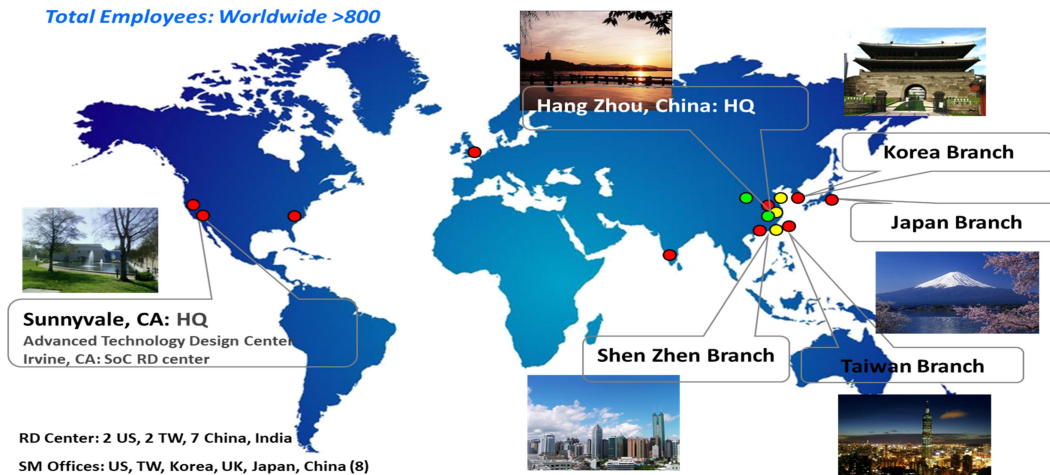 Total Employees: Worldwide >800
Hang Zhou, China: HQ
Korea Branch
Japan Branch
Sunnyvale, CA: HQ
Advanced Technology Design Center
Irvine, CA: SoC RD center
Shen Zhen Branch
Taiwan Branch
RD Center: 2 US, 2 TW, 7 China, India
SM Offices: US, TW, Korea, UK, Japan, China (8)